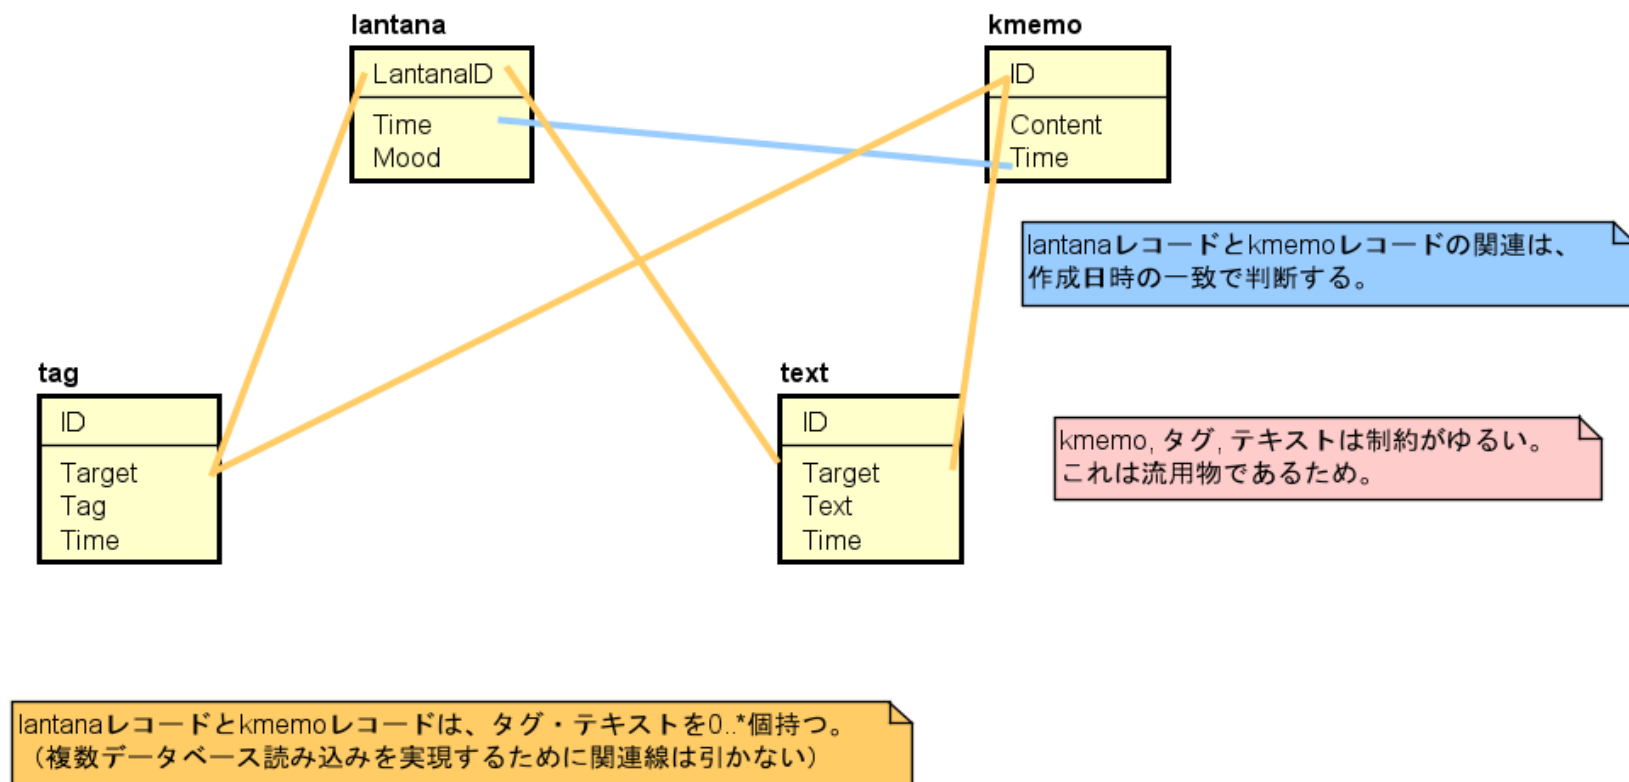 lantana
LantanaID
Time
Mood
kmemo
ID
Content
Time
lantanaレコードとkmemoレコードの関連は、
作成日時の一致で判断する。
tag
ID
Target
Tag
Time
text
ID
Target
Text
Time
kmemo, タグ, テキストは制約がゆるい。
これは流用物であるため。
lantanaレコードとkmemoレコードは、タグ・テキストを0..*個持つ。
（複数データベース読み込みを実現するために関連線は引かない）